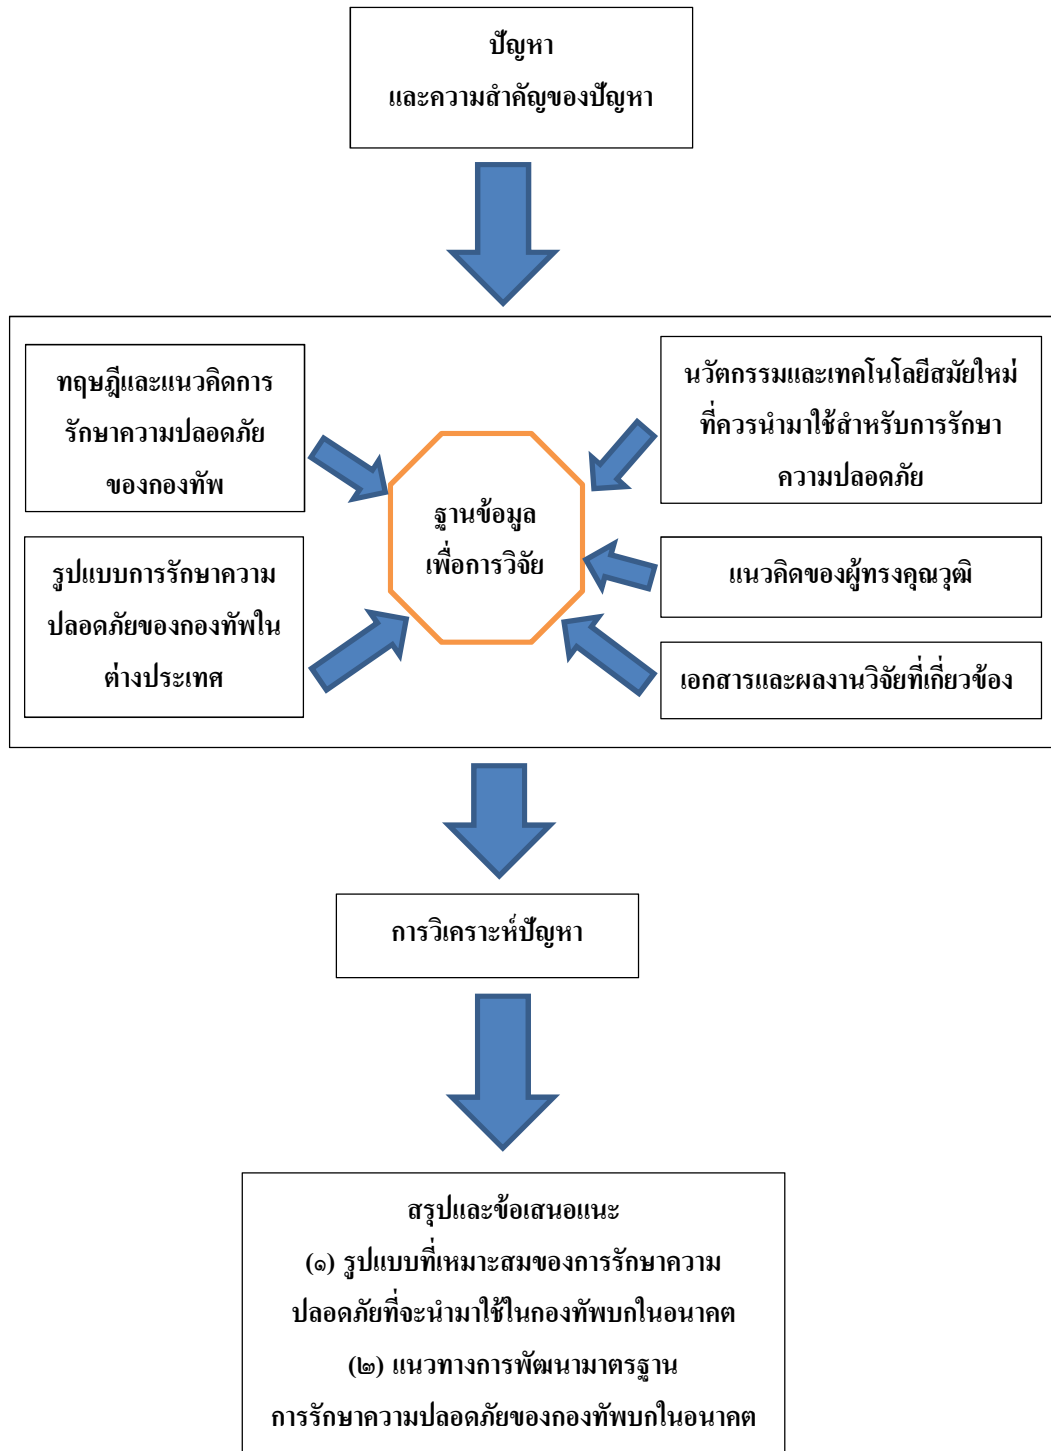 ปัญหา
และความสำคัญของปัญหา
ทฤษฎีและแนวคิดการ
รักษาความปลอดภัย
ของกองทัพ
รูปแบบการรักษาความ
ปลอดภัยของกองทัพใน
ต่างประเทศ
ฐานข้อมูล
เพื่อการวิจัย
นวัตกรรมและเทคโนโลยีสมัยใหม่
ที่ควรนำมาใช้สำหรับการรักษา
ความปลอดภัย
แนวคิดของผู้ทรงคุณวุฒิ
เอกสารและผลงานวิจัยที่เกี่ยวข้อง
การวิเคราะห์ปัญหา
สรุปและข้อเสนอแนะ
(๑) รูปแบบที่เหมาะสมของการรักษาความ
ปลอดภัยที่จะนำมาใช้ในกองทัพบกในอนาคต
(๒) แนวทางการพัฒนามาตรฐาน
การรักษาความปลอดภัยของกองทัพบกในอนาคต